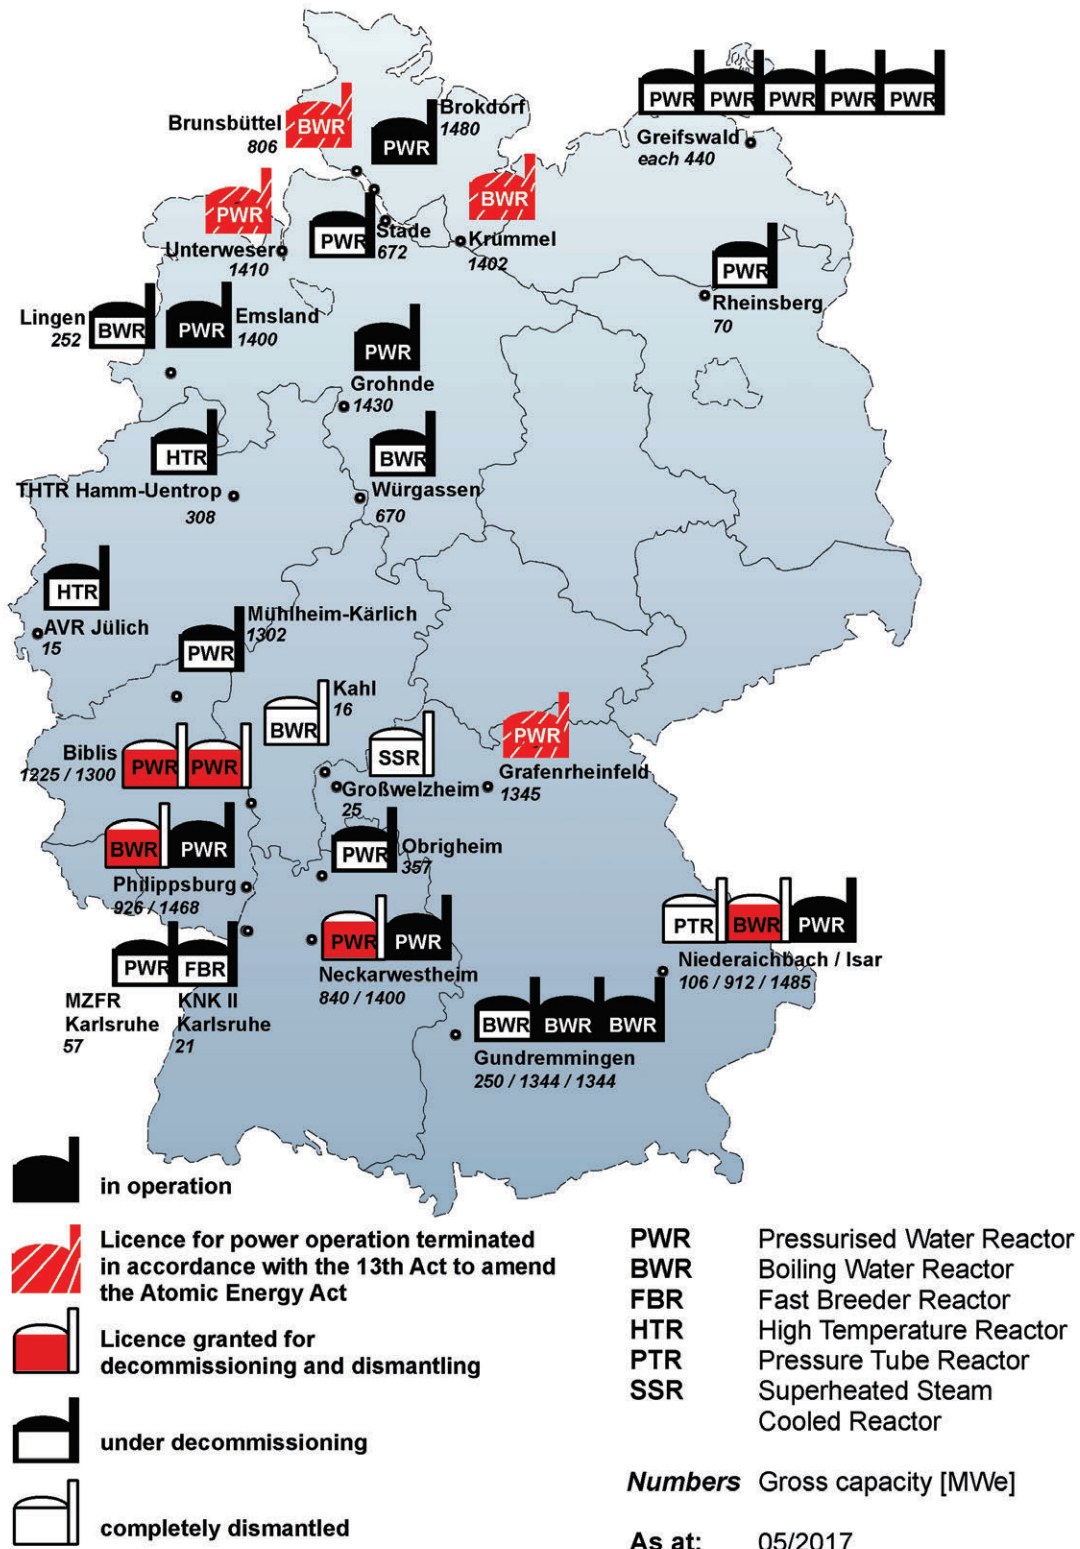 PWR PWR PWR PWR PWR
Greifswald
each 440
Brunsbüttel
806
BWR
Brokdorf
1480
PWR
PWR
Unterweser
1410
PWR
Stade
672
BWR
Krümmel
1402
PWR
Rheinsberg
70
Lingen
252
BWR
PWR
Emsland
1400
PWR
Grohnde
1430
HTR
THTR Hamm-Uentrop
308
BWR
Würgassen
670
HTR
AVR Jülich
15
Mühlheim-Kärlich
1302
PWR
Kahl
16
BWR
SSR
Großwelzheim
25
PWR
Grafenrheinfeld
1345
Biblis
1225 / 1300
PWR PWR
BWR PWR
Philippsburg
926 / 1468
PWR
Obrigheim
357
PWR FBR
MZFR
Karlsruhe
57
KNK II
Karlsruhe
21
PWR PWR
Neckarwestheim
840 / 1400
PTR BWR PWR
Niederaichbach / Isar
106 / 912 / 1485
BWR BWR BWR
Gundremmingen
250 / 1344 / 1344
in operation
Licence for power operation terminated
in accordance with the 13th Act to amend
the Atomic Energy Act
Licence granted for
decommissioning and dismantling
under decommissioning
completely dismantled
PWR Pressurised Water Reactor
BWR Boiling Water Reactor
FBR Fast Breeder Reactor
HTR High Temperature Reactor
PTR Pressure Tube Reactor
SSR Superheated Steam
Cooled Reactor
Numbers Gross capacity [MWe]
As at: 05/2017